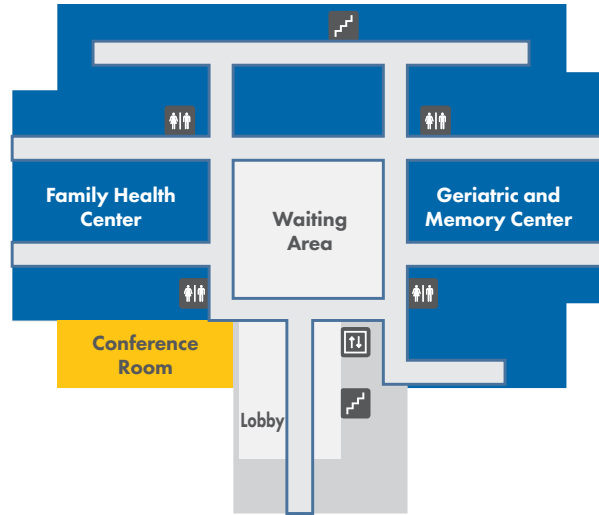 Family Health
Center
Waiting
Area
Geriatric and
Memory Center
Conference
Room
Lobby